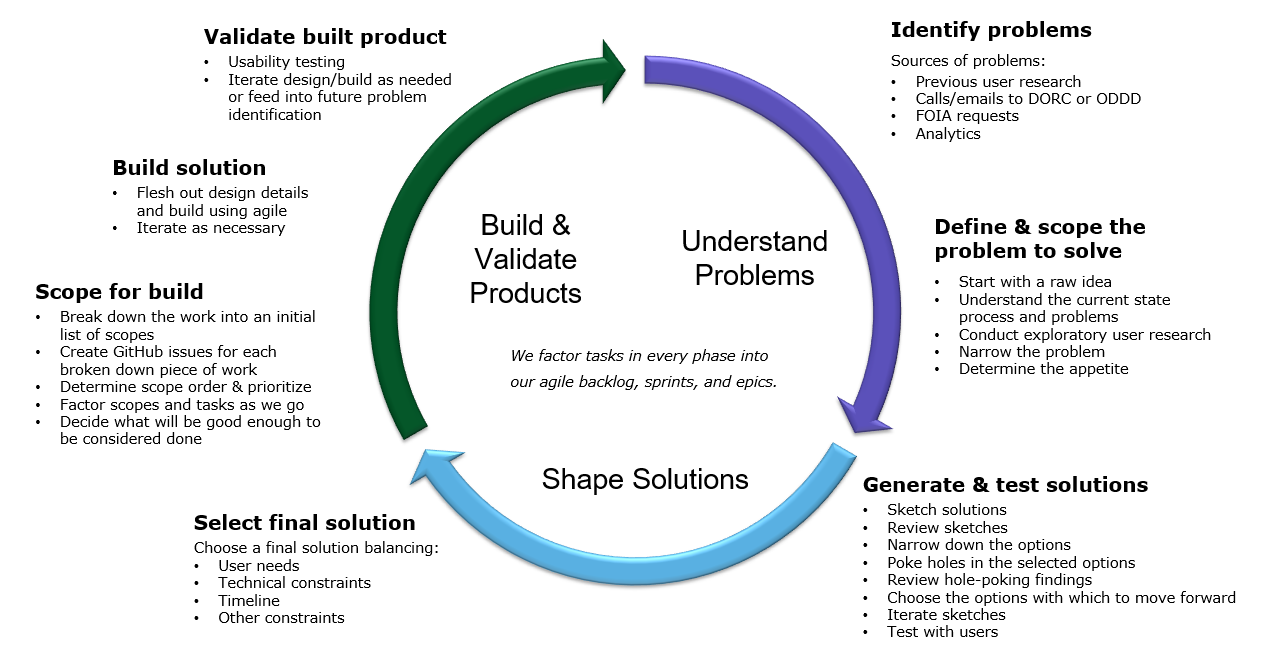 Identify problems
Sources of problems:
• Previous user research
• Calls/emails to DORC or ODDD
• FOIA requests
• Analytics
Define & scope the
problem to solve
• Start with a raw idea
• Understand the current state
process and problems
• Conduct exploratory user research
• Narrow the problem
• Determine the appetite
Generate & test solutions
• Sketch solutions
• Review sketches
• Narrow down the options
• Poke holes in the selected options
• Review hole-poking findings
• Choose the options with which to move forward
• Iterate sketches
• Test with users
Select final solution
Choose a final solution balancing:
• User needs
• Technical constraints
• Timeline
• Other constraints
Scope for build
• Break down the work into an initial
list of scopes
• Create GitHub issues for each
broken down piece of work
• Determine scope order & prioritize
• Factor scopes and tasks as we go
• Decide what will be good enough to
be considered done
Build solution
• Flesh out design details
and build using agile
• Iterate as necessary
Validate built product
• Usability testing
• Iterate design/build as needed
or feed into future problem
identification
Understand
Problems
Shape Solutions
Build &
Validate
Products
We factor tasks in every phase into
our agile backlog, sprints, and epics.